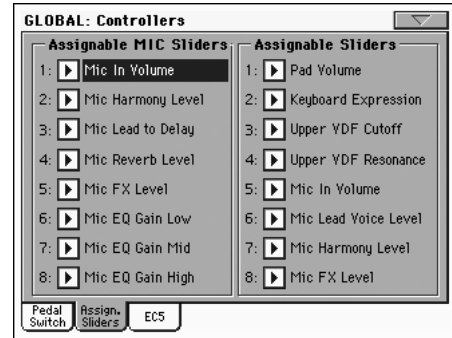 GLOBAL: Controllers
Assignable MIC Sliders
1: Mic In Volume
2: Mic Harmony Level
3: Mic Lead to Delay
4: Mic Reverb Level
5: Mic FX Level
6: Mic EQ Gain Low
7: Mic EQ Gain Mid
8: Mic EQ Gain High
Assignable Sliders
1: Pad Volume
2: Keyboard Expression
3: Upper VDF Cutoff
4: Upper VDF Resonance
5: Mic In Volume
6: Mic Lead Voice Level
7: Mic Harmony Level
8: Mic FX Level
Pedal
Switch
Assign.
Sliders
EC5